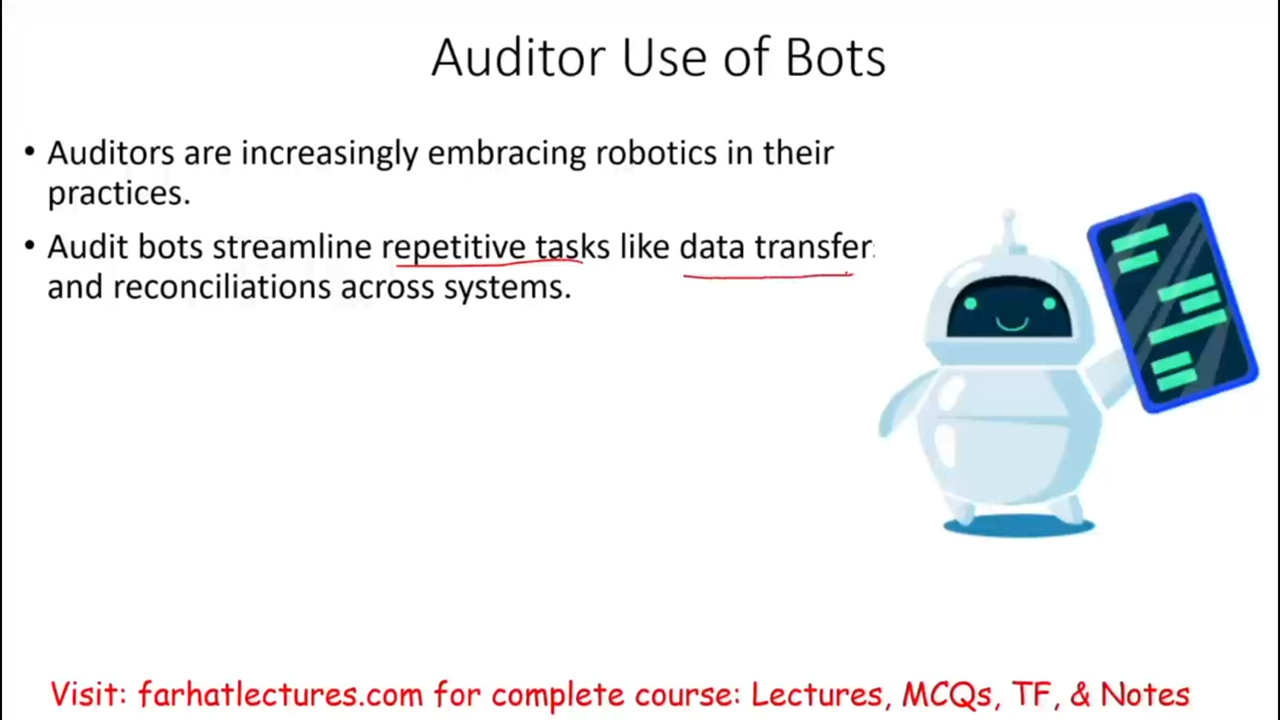 Auditor Use of Bots
• Auditors are increasingly embracing robotics in their
practices.
• Audit bots streamline repetitive tasks like data transfer
and reconciliations across systems.
Visit: farhatlectures.com for complete course: Lectures, MCQs, TF, & Notes